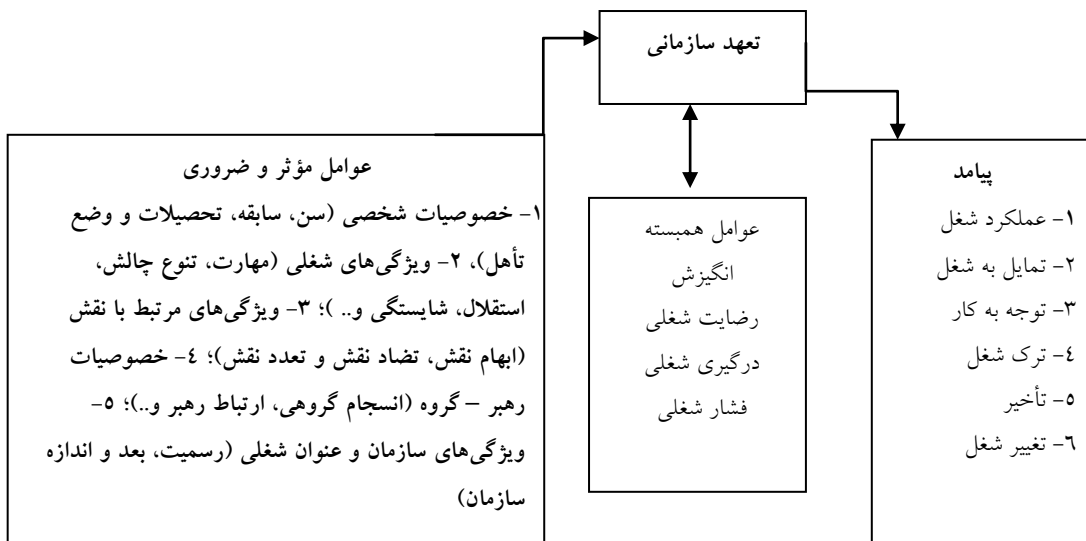 تعهد سازمانی
عوامل مؤثر و ضروری
۱- خصوصیات شخصی (سن، سابقه، تحصیلات و وضع
تأهل)، ۲- ویژگی‌های شغلی (مهارت، تنوع چالش،
استقلال، شایستگی و.. )؛ ۳- ویژگی‌های مرتبط با نقش
(ابهام نقش، تضاد نقش و تعدد نقش)؛ ٤- خصوصیات
رهبر – گروه (انسجام گروهی، ارتباط رهبر و..)؛ ٥-
ویژگی‌های سازمان و عنوان شغلی (رسمیت، بعد و اندازه
سازمان)
عوامل همبسته
انگیزش
رضایت شغلی
درگیری شغلی
فشار شغلی
پیامد
۱- عملکرد شغل
۲- تمایل به شغل
۳- توجه به کار
٤- ترک شغل
٥- تأخیر
٦- تغییر شغل